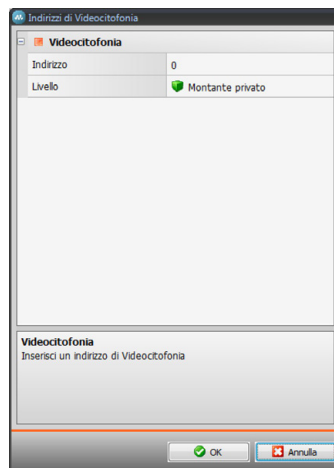 Indirizzi di Videocitofonia
Videocitofonia
Indirizzo 0
Livello Montante privato
Videocitofonia
Inserisci un indirizzo di Videocitofonia
OK Annulla